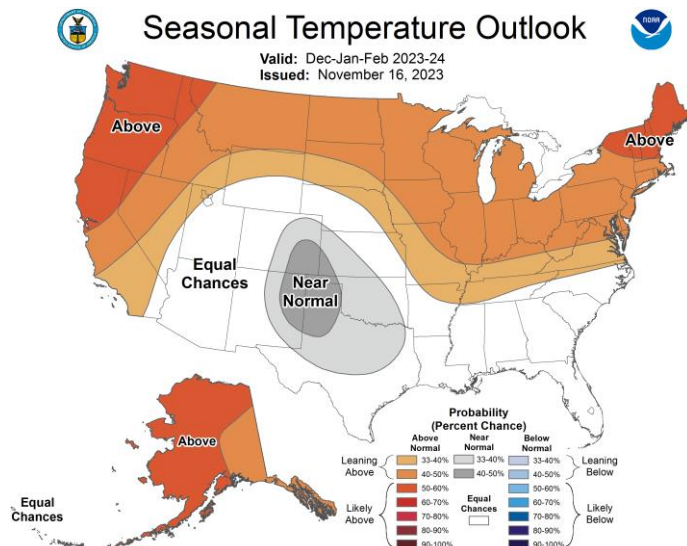 Seasonal Temperature Outlook
noaa
Valid: Dec-Jan-Feb 2023-24
Issued: November 16, 2023
Above
Above
Equal
Chances
Near
Normal
Above
Equal
Chances
Probability
(Percent Chance)
Above
Normal
Near
Normal
Below
Normal
Leaning
Above
33-40%
33-40%
33-40%
Leaning
Below
40-50%
40-50%
40-50%
Likely
Above
50-60%
Equal
Chances
50-60%
Likely
Below
60-70%
60-70%
70-80%
70-80%
80-90%
80-90%
90-100%
90-100%